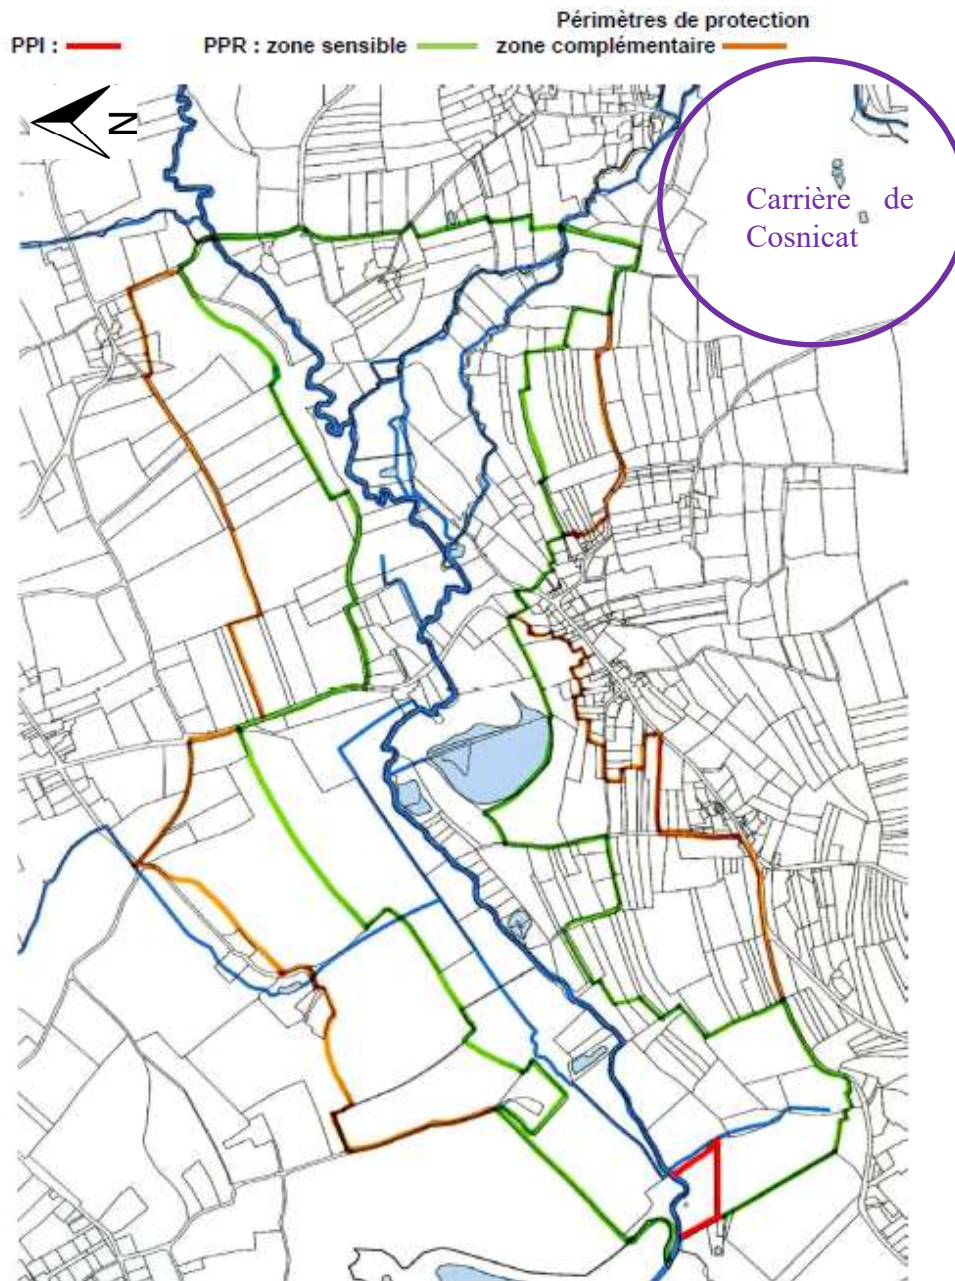 Périmètres de protection
PPI :
PPR : zone sensible
zone complémentaire
N
Carrière de
Cosnicat